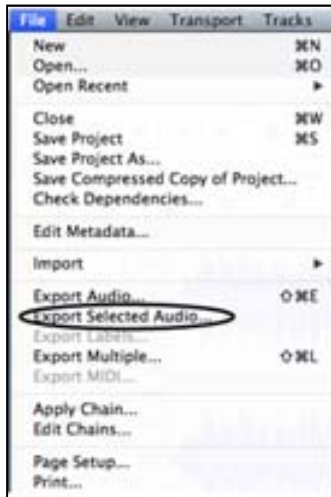 File Edit View Transport Tracks
New ⌘N
Open... ⌘O
Open Recent
Close ⌘W
Save Project ⌘S
Save Project As...
Save Compressed Copy of Project...
Check Dependencies...
Edit Metadata...
Import
Export Audio... ⇧⌘E
Export Selected Audio...
Export Labels...
Export Multiple... ⇧⌘L
Export MIDI...
Apply Chain...
Edit Chains...
Page Setup...
Print...